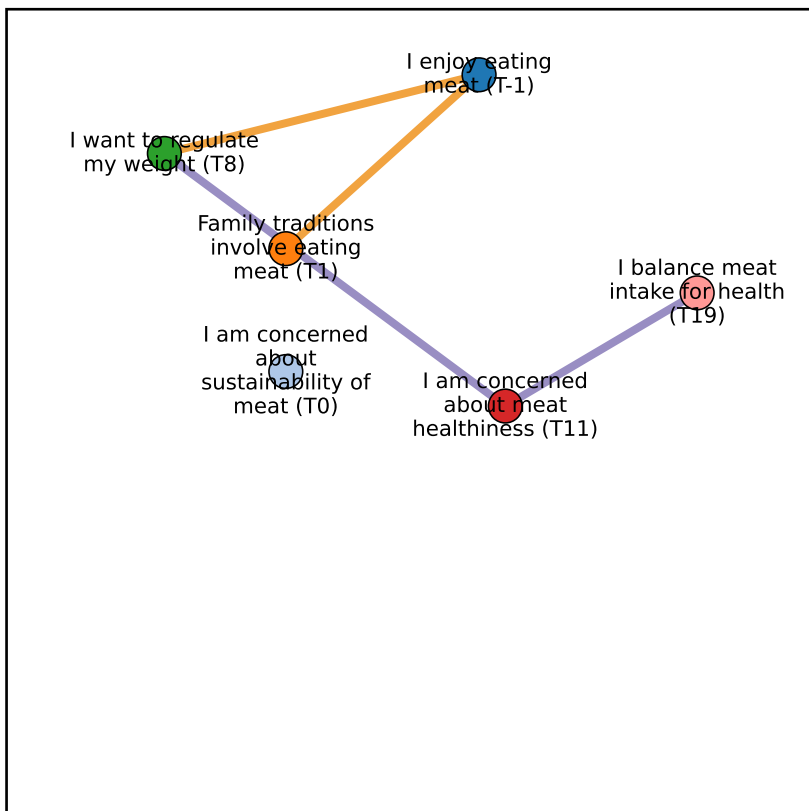 I enjoy eating
meat (T-1)
I want to regulate
my weight (T8)
Family traditions
involve eating
meat (T1)
I balance meat
intake for health
(T19)
I am concerned
about
sustainability of
meat (T0)
I am concerned
about meat
healthiness (T11)